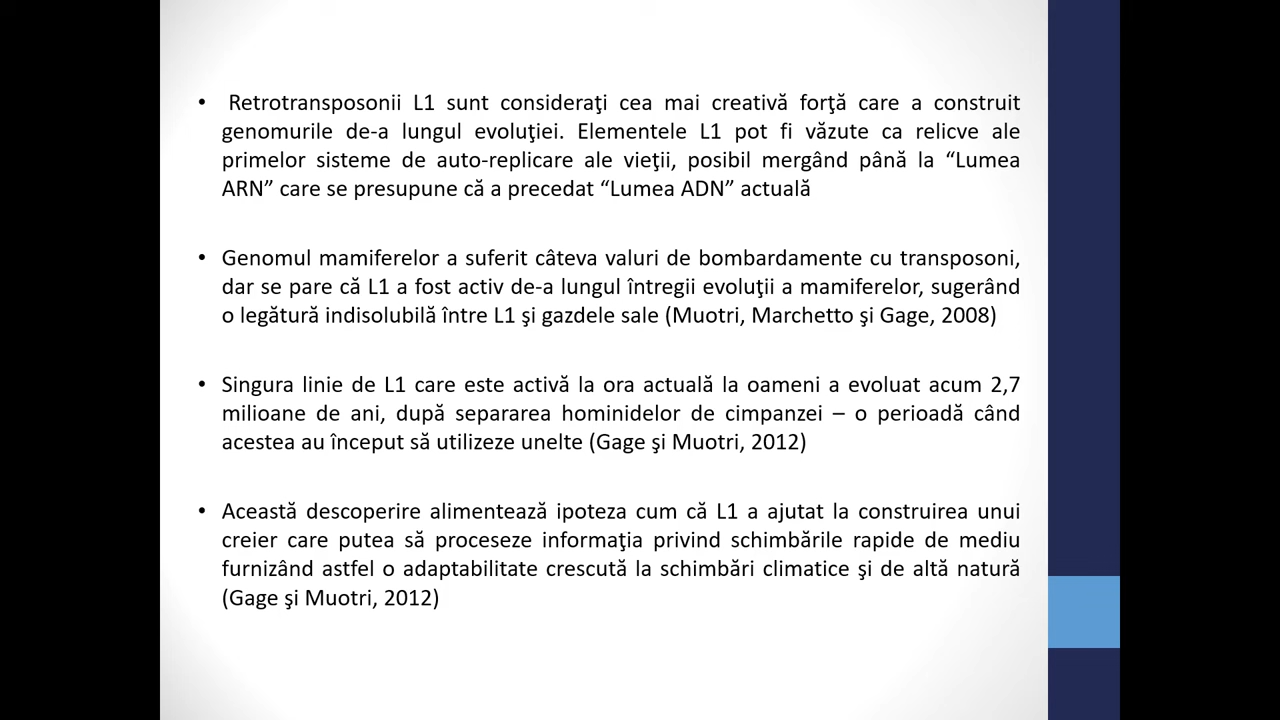 • Retrotransposonii L1 sunt consideraţi cea mai creativă forţă care a construit
genomurile de-a lungul evoluţiei. Elementele L1 pot fi văzute ca relicve ale
primelor sisteme de auto-replicare ale vieţii, posibil mergând până la “Lumea
ARN” care se presupune că a precedat “Lumea ADN” actuală
• Genomul mamiferelor a suferit câteva valuri de bombardamente cu transposoni,
dar se pare că L1 a fost activ de-a lungul întregii evoluţii a mamiferelor, sugerând
o legătură indisolubilă între L1 şi gazdele sale (Muotri, Marchetto şi Gage, 2008)
• Singura linie de L1 care este activă la ora actuală la oameni a evoluat acum 2,7
milioane de ani, după separarea hominidelor de cimpanzei – o perioadă când
acestea au început să utilizeze unelte (Gage şi Muotri, 2012)
• Această descoperire alimentează ipoteza cum că L1 a ajutat la construirea unui
creier care putea să proceseze informaţia privind schimbările rapide de mediu
furnizând astfel o adaptabilitate crescută la schimbări climatice şi de altă natură
(Gage şi Muotri, 2012)